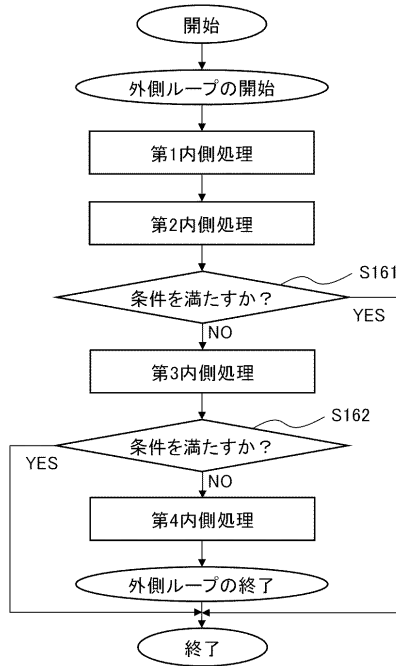 開始
外側ループの開始
第1内側処理
第2内側処理
S161
条件を満たすか？
YES
NO
第3内側処理
S162
条件を満たすか？
YES
NO
第4内側処理
外側ループの終了
終了